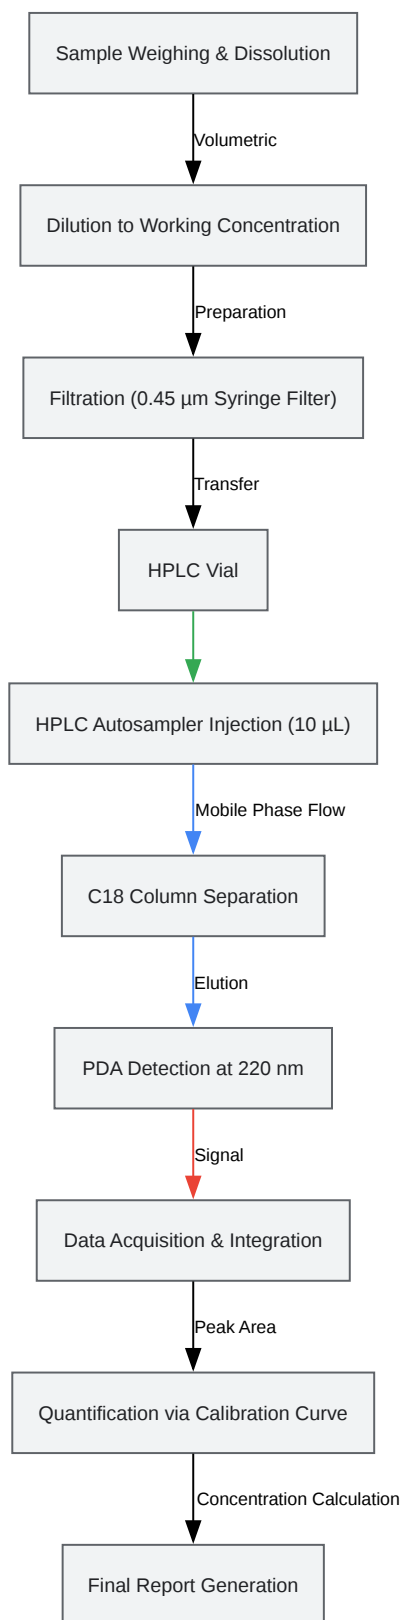 Sample Weighing & Dissolution
Volumetric
Dilution to Working Concentration
Preparation
Filtration (0.45 µm Syringe Filter)
Transfer
HPLC Vial
HPLC Autosampler Injection (10 µL)
Mobile Phase Flow
C18 Column Separation
Elution
PDA Detection at 220 nm
Signal
Data Acquisition & Integration
Peak Area
Quantification via Calibration Curve
Concentration Calculation
Final Report Generation